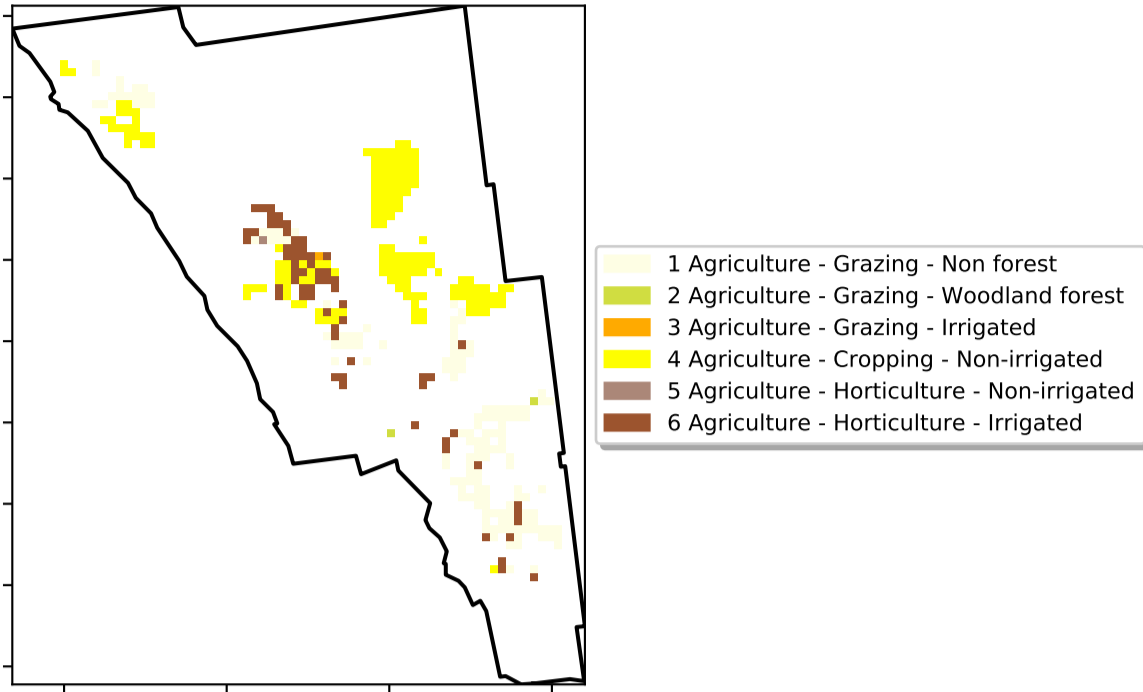 1 Agriculture - Grazing - Non forest
2 Agriculture - Grazing - Woodland forest
3 Agriculture - Grazing - Irrigated
4 Agriculture - Cropping - Non-irrigated
5 Agriculture - Horticulture - Non-irrigated
6 Agriculture - Horticulture - Irrigated